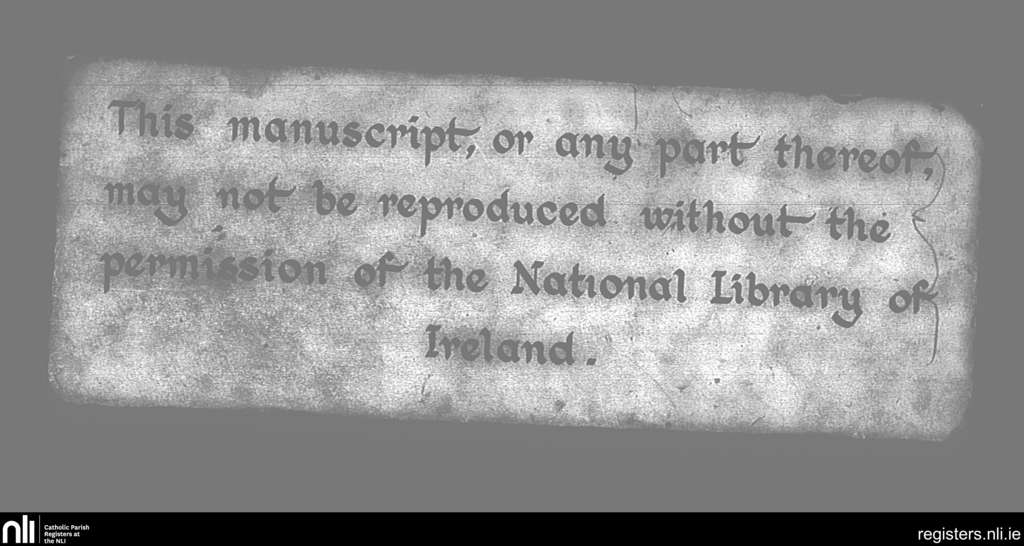 This manuscript, or any part thereof,
may not be reproduced without the
permission of the National Library of
Ireland.
nli
Catholic Parish
Registers at
the NLI
registers.nli.ie